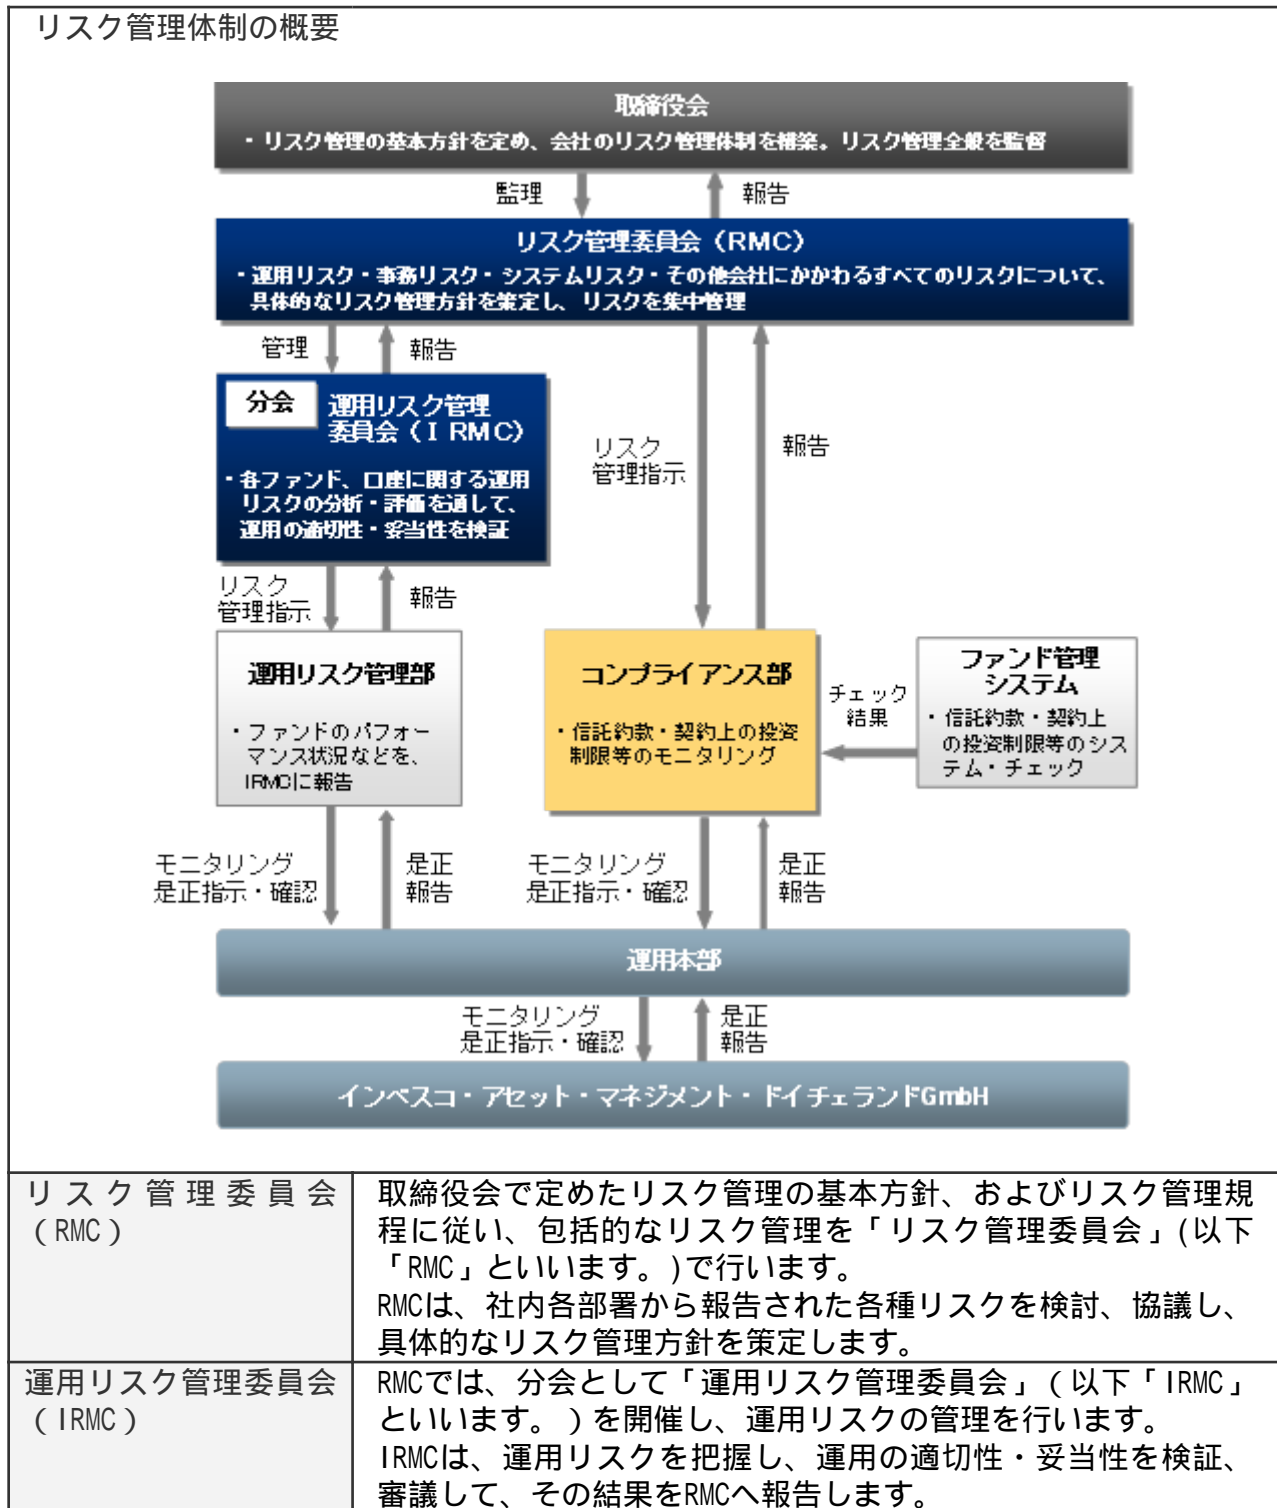 リスク管理体制の概要
取締役会
・リスク管理の基本方針を定め、会社のリスク管理体制を構築。リスク管理全般を監督
監理
報告
リスク管理委員会（RMC）
・運用リスク・事務リスク・システムリスク・その他会社にかかわるすべてのリスクについて、
具体的なリスク管理方針を策定し、リスクを集中管理
管理
報告
分会
運用リスク管理
委員会（IRMC）
・各ファンド、口座に関する運用
リスクの分析・評価を通して、
運用の適切性・妥当性を検証
リスク
管理指示
報告
リスク
管理指示
報告
運用リスク管理部
・ファンドのパフォー
マンス状況などを、
IRMCに報告
コンプライアンス部
・信託約款・契約上の投資
制限等のモニタリング
チェック
結果
ファンド管理
システム
・信託約款・契約上
の投資制限等のシス
テム・チェック
モニタリング
是正指示・確認
是正
報告
モニタリング
是正指示・確認
是正
報告
運用本部
モニタリング
是正指示・確認
是正
報告
インベスコ・アセット・マネジメント・ドイチェランドGmbH
リスク管理委員会
（RMC）
取締役会で定めたリスク管理の基本方針、およびリスク管理規
程に従い、包括的なリスク管理を「リスク管理委員会」(以下
「RMC」といいます。)で行います。
RMCは、社内各部署から報告された各種リスクを検討、協議し、
具体的なリスク管理方針を策定します。
運用リスク管理委員会
（IRMC）
RMCでは、分会として「運用リスク管理委員会」（以下「IRMC」
といいます。）を開催し、運用リスクの管理を行います。
IRMCは、運用リスクを把握し、運用の適切性・妥当性を検証、
審議して、その結果をRMCへ報告します。